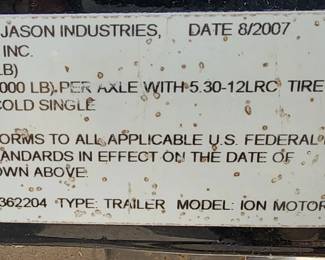 JASON INDUSTRIES, DATE 8/2007
INC.
LB)
000 LB) PER AXLE WITH 5.30-12LRC TIRE
COLD SINGLE
ORMS TO ALL APPLICABLE U.S. FEDERAL
TANDARDS IN EFFECT ON THE DATE OF
OWN ABOVE
362204 TYPE: TRAILER MODEL: ION MOTOR